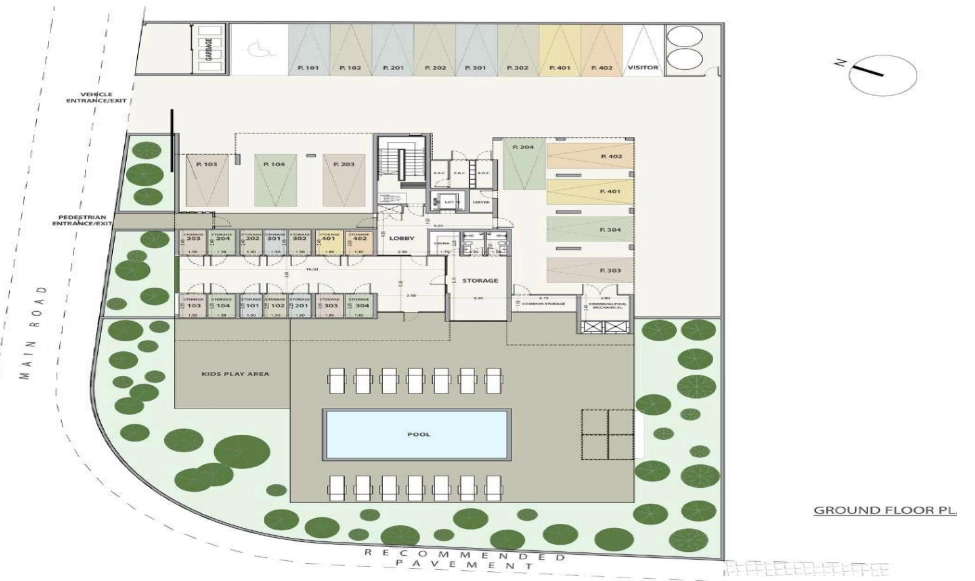 GARBAGE
P. 101 P. 102 P. 201 P. 202 P. 301 P. 302 P. 401 P. 402 VISITOR
N
VEHICLE
ENTRANCE/EXIT
P. 103 P. 104 P. 203
P. 204 P. 402
P. 401
P. 304
P. 303
PEDESTRIAN
ENTRANCE/EXIT
STORAGE STORAGE STORAGE STORAGE STORAGE STORAGE STORAGE
203 204 202 301 302 401 402
LOBBY
STORAGE
STORAGE STORAGE STORAGE STORAGE STORAGE STORAGE STORAGE
103 104 101 102 201 303 304
COMMON STORAGE
MECHANICAL
MAIN ROAD
KIDS PLAY AREA
POOL
GROUND FLOOR PL
RECOMMENDED
PAVEMENT